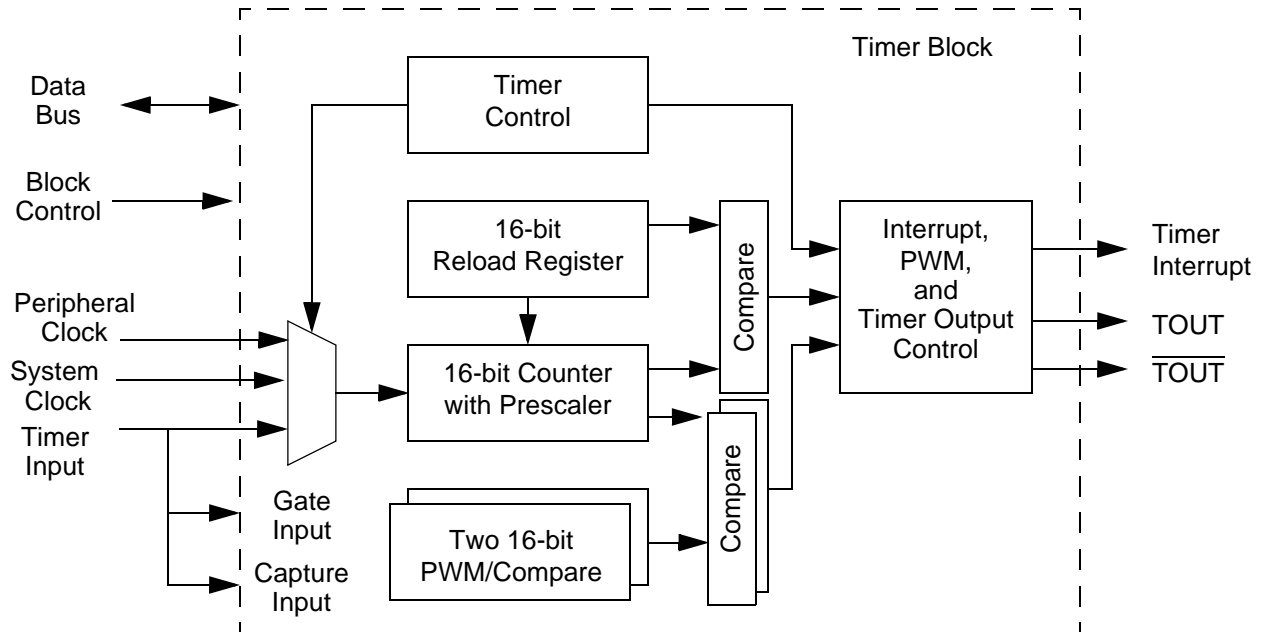 Timer Block
Data
Bus
Timer
Control
Block
Control
16-bit
Reload Register
Compare
Interrupt,
PWM,
and
Timer Output
Control
Timer
Interrupt
TOUT
T̅O̅U̅T̅
Peripheral
Clock
System
Clock
Timer
Input
16-bit Counter
with Prescaler
Compare
Gate
Input
Capture
Input
Two 16-bit
PWM/Compare